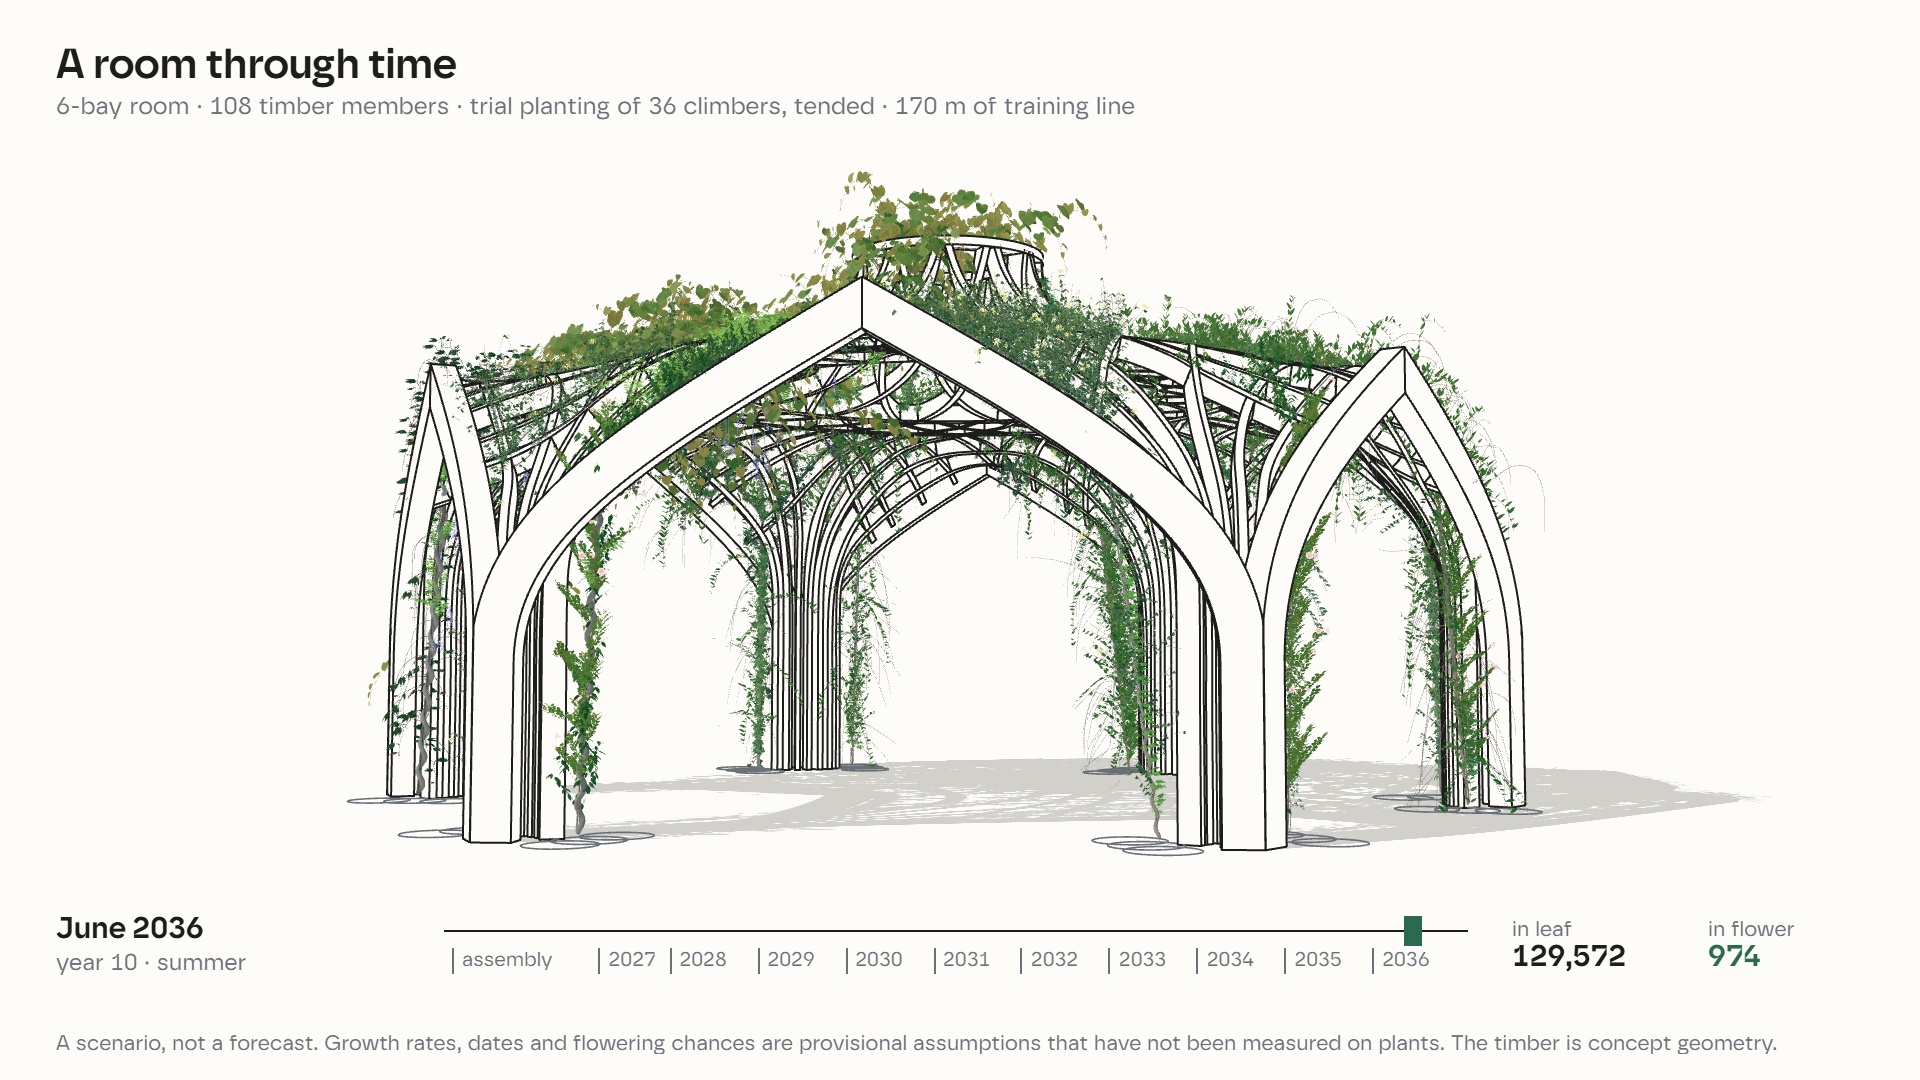 A room through time
6-bay room · 108 timber members · trial planting of 36 climbers, tended · 170 m of training line
June 2036
year 10 · summer
assembly
2027
2028
2029
2030
2031
2032
2033
2034
2035
2036
in leaf
129,572
in flower
974
A scenario, not a forecast. Growth rates, dates and flowering chances are provisional assumptions that have not been measured on plants. The timber is concept geometry.